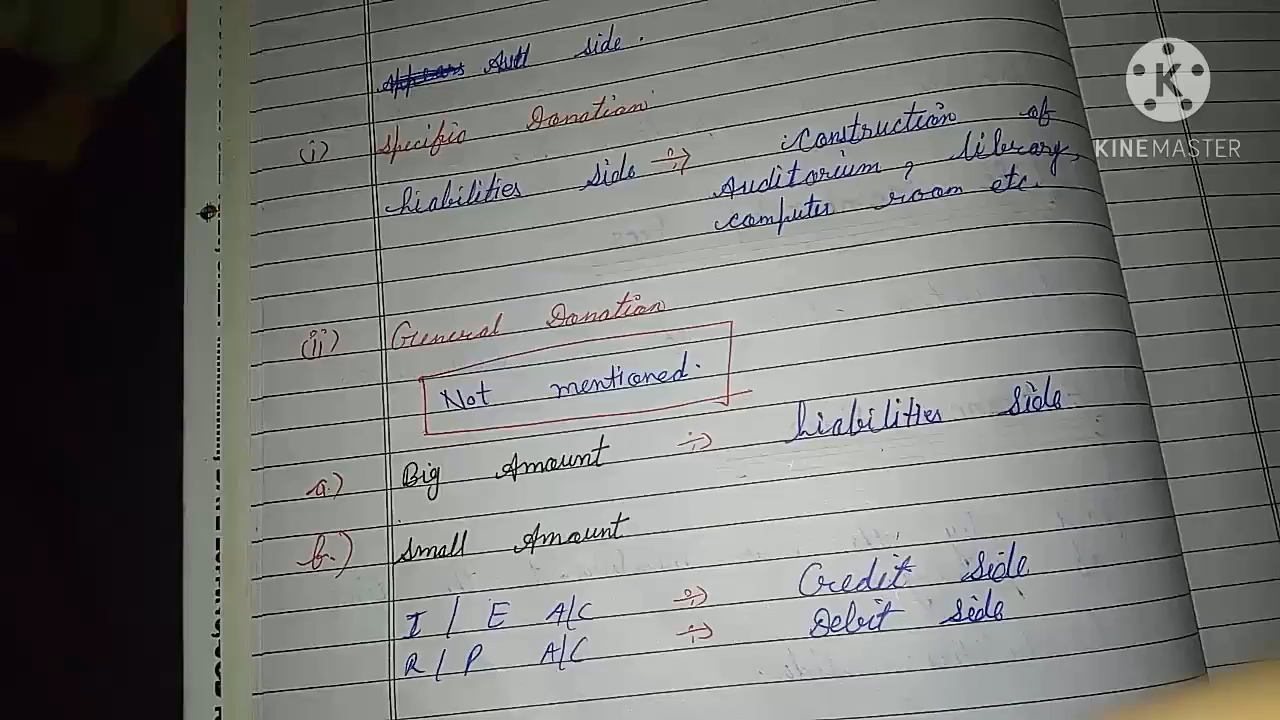 side.
(i) Specific Donation
Liabilities Side ÷) Construction of
Auditorium, library,
computer room etc.
(ii) General Donation
Not mentioned.
a.) Big Amount ÷) Liabilities Side
b.) Small Amount
I / E A/C ÷) Credit Side
R / P A/C ÷) Debit Side
K
KINEMASTER